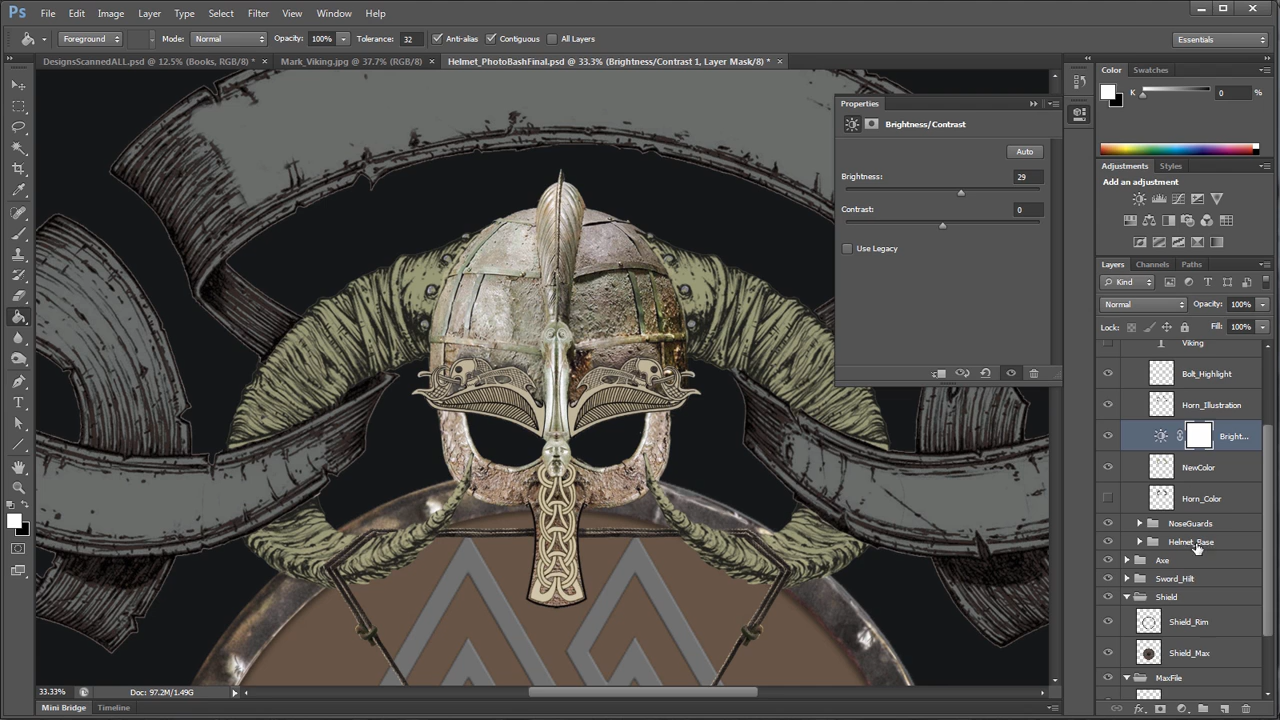 Ps File Edit Image Layer Type Select Filter View Window Help
Foreground Mode: Normal Opacity: 100% Tolerance: 32 Anti-alias Contiguous All Layers Essentials
DesignsScannedALL.psd @ 12.5% (Books, RGB/8) * × Mark_Viking.jpg @ 37.7% (RGB/8) × Helmet_PhotoBashFinal.psd @ 33.3% (Brightness/Contrast 1, Layer Mask/8) * ×
Properties
Brightness/Contrast
Auto
Brightness: 29
Contrast: 0
Use Legacy
Color Swatches
K 0 %
Adjustments Styles
Add an adjustment
Layers Channels Paths
Kind
Normal Opacity: 100%
Lock: Fill: 100%
Viking
Bolt_Highlight
Horn_Illustration
Bright...
NewColor
Horn_Color
NoseGuards
Helmet_Base
Axe
Sword_Hilt
Shield
Shield_Rim
Shield_Max
MaxFile
33.33% Doc: 97.2M/1.49G
Mini Bridge Timeline